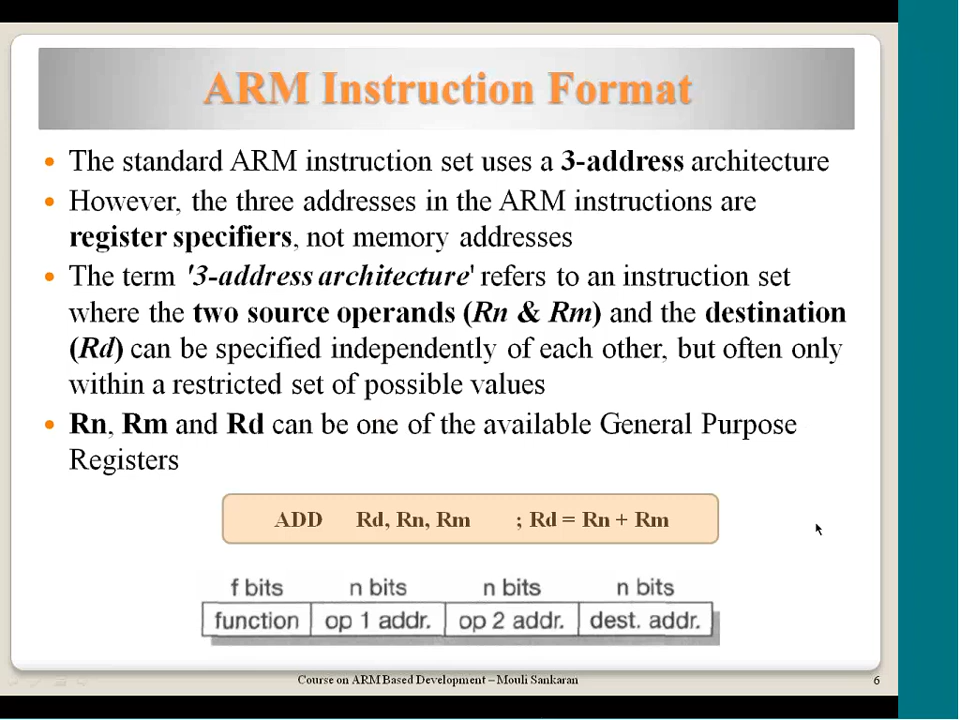 ARM Instruction Format
• The standard ARM instruction set uses a 3-address architecture
• However, the three addresses in the ARM instructions are
register specifiers, not memory addresses
• The term '3-address architecture' refers to an instruction set
where the two source operands (Rn & Rm) and the destination
(Rd) can be specified independently of each other, but often only
within a restricted set of possible values
• Rn, Rm and Rd can be one of the available General Purpose
Registers
ADD Rd, Rn, Rm ; Rd = Rn + Rm
f bits n bits n bits n bits
function op 1 addr. op 2 addr. dest. addr.
Course on ARM Based Development – Mouli Sankaran 6